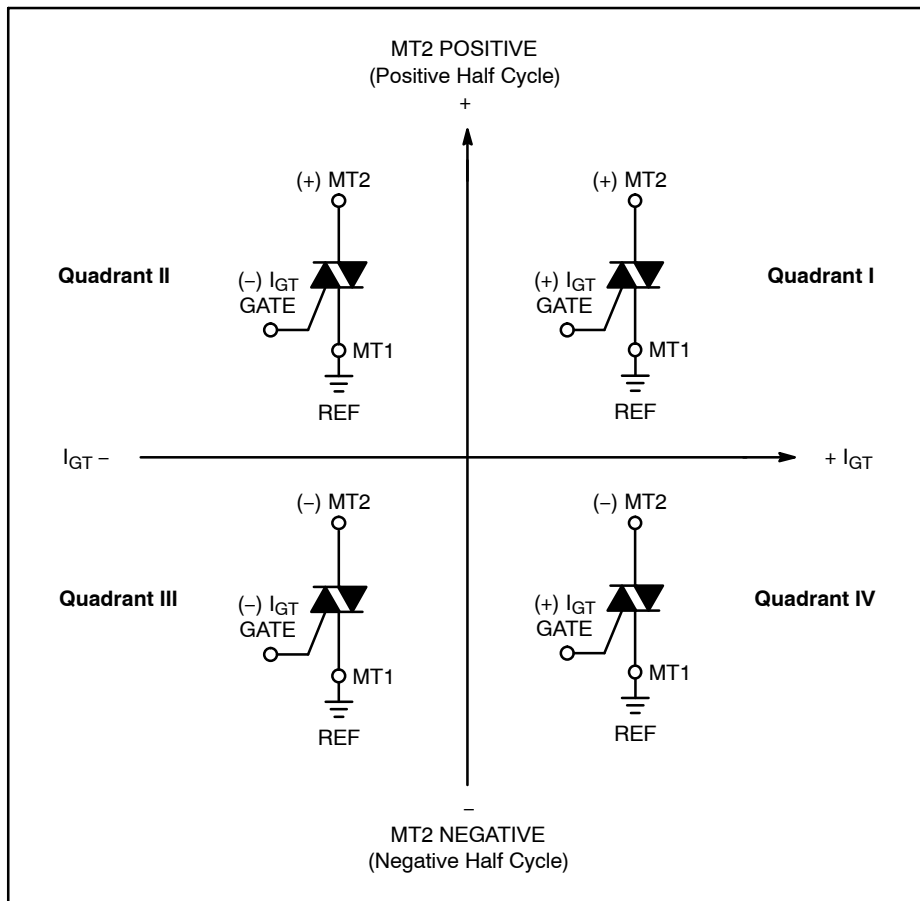 MT2 POSITIVE
(Positive Half Cycle)
+
(+) MT2
(+) MT2
Quadrant II
(−) IGT
GATE
(+) IGT
GATE
Quadrant I
MT1
MT1
REF
REF
IGT −
+ IGT
(−) MT2
(−) MT2
Quadrant III
(−) IGT
GATE
(+) IGT
GATE
Quadrant IV
MT1
MT1
REF
REF
−
MT2 NEGATIVE
(Negative Half Cycle)